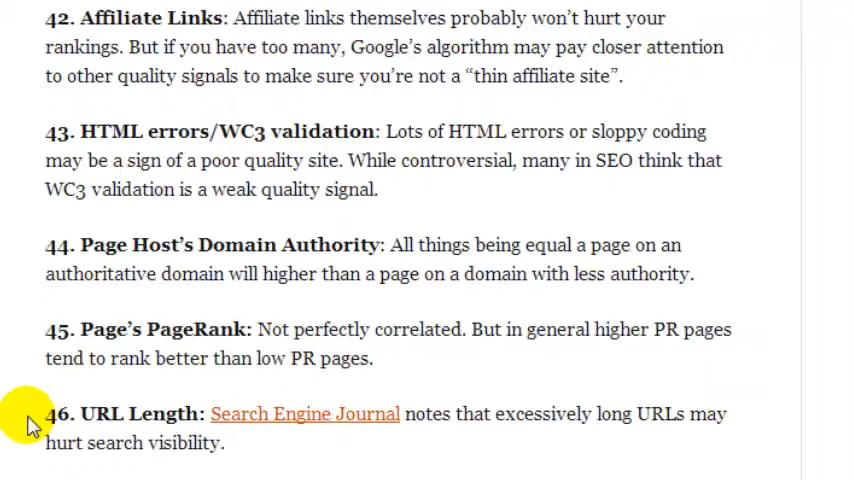 42. Affiliate Links: Affiliate links themselves probably won’t hurt your
rankings. But if you have too many, Google’s algorithm may pay closer attention
to other quality signals to make sure you’re not a “thin affiliate site”.
43. HTML errors/WC3 validation: Lots of HTML errors or sloppy coding
may be a sign of a poor quality site. While controversial, many in SEO think that
WC3 validation is a weak quality signal.
44. Page Host’s Domain Authority: All things being equal a page on an
authoritative domain will higher than a page on a domain with less authority.
45. Page’s PageRank: Not perfectly correlated. But in general higher PR pages
tend to rank better than low PR pages.
46. URL Length: Search Engine Journal notes that excessively long URLs may
hurt search visibility.